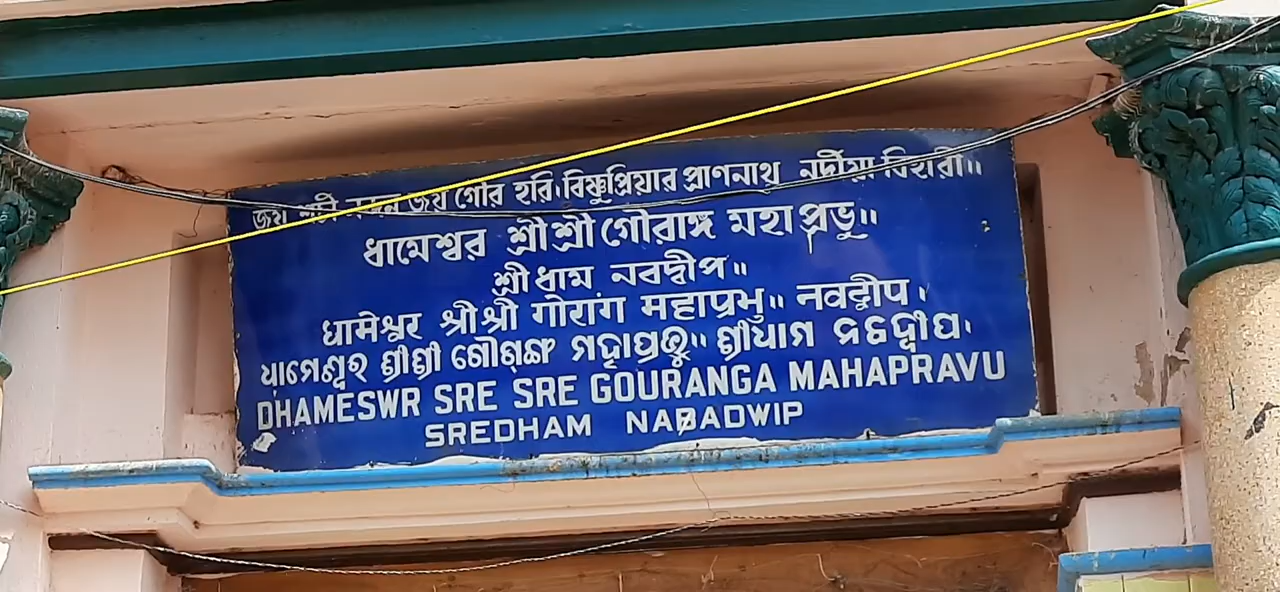 জয় শচী নন্দন জয় গৌর হরি। বিষ্ণুপ্রিয়ার প্রাণনাথ নদীয়া বিহারী॥
ধামেশ্বর শ্রী শ্রী গৌরাঙ্গ মহাপ্রভু॥
শ্রী ধাম নবদ্বীপ॥
धामेश्वर श्री श्री गौरांग महाप्रभु॥ नवद्वीप।
ଧାମେଶ୍ୱର ଶ୍ରୀଶ୍ରୀ ଗୌରାଙ୍ଗ ମହାପ୍ରଭୁ॥ ଶ୍ରୀଧାମ ନବଦ୍ୱୀପ।
DHAMESWR SRE SRE GOURANGA MAHAPRAVU
SREDHAM NABADWIP